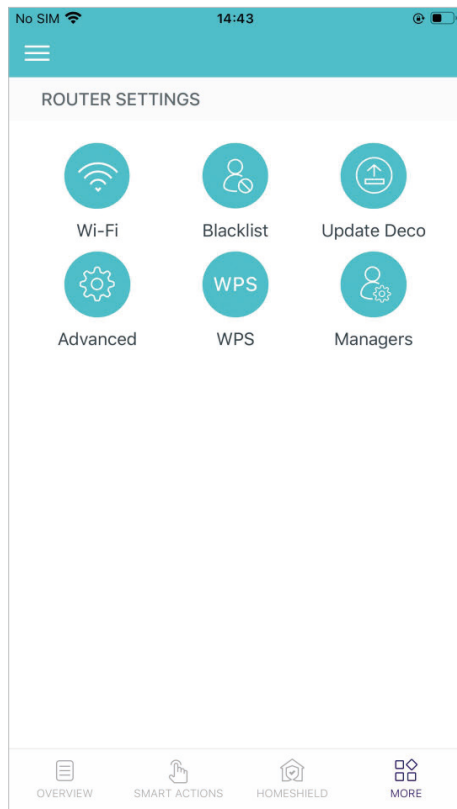 No SIM 14:43
ROUTER SETTINGS
Wi-Fi Blacklist Update Deco
WPS
Advanced WPS Managers
OVERVIEW SMART ACTIONS HOMESHIELD MORE